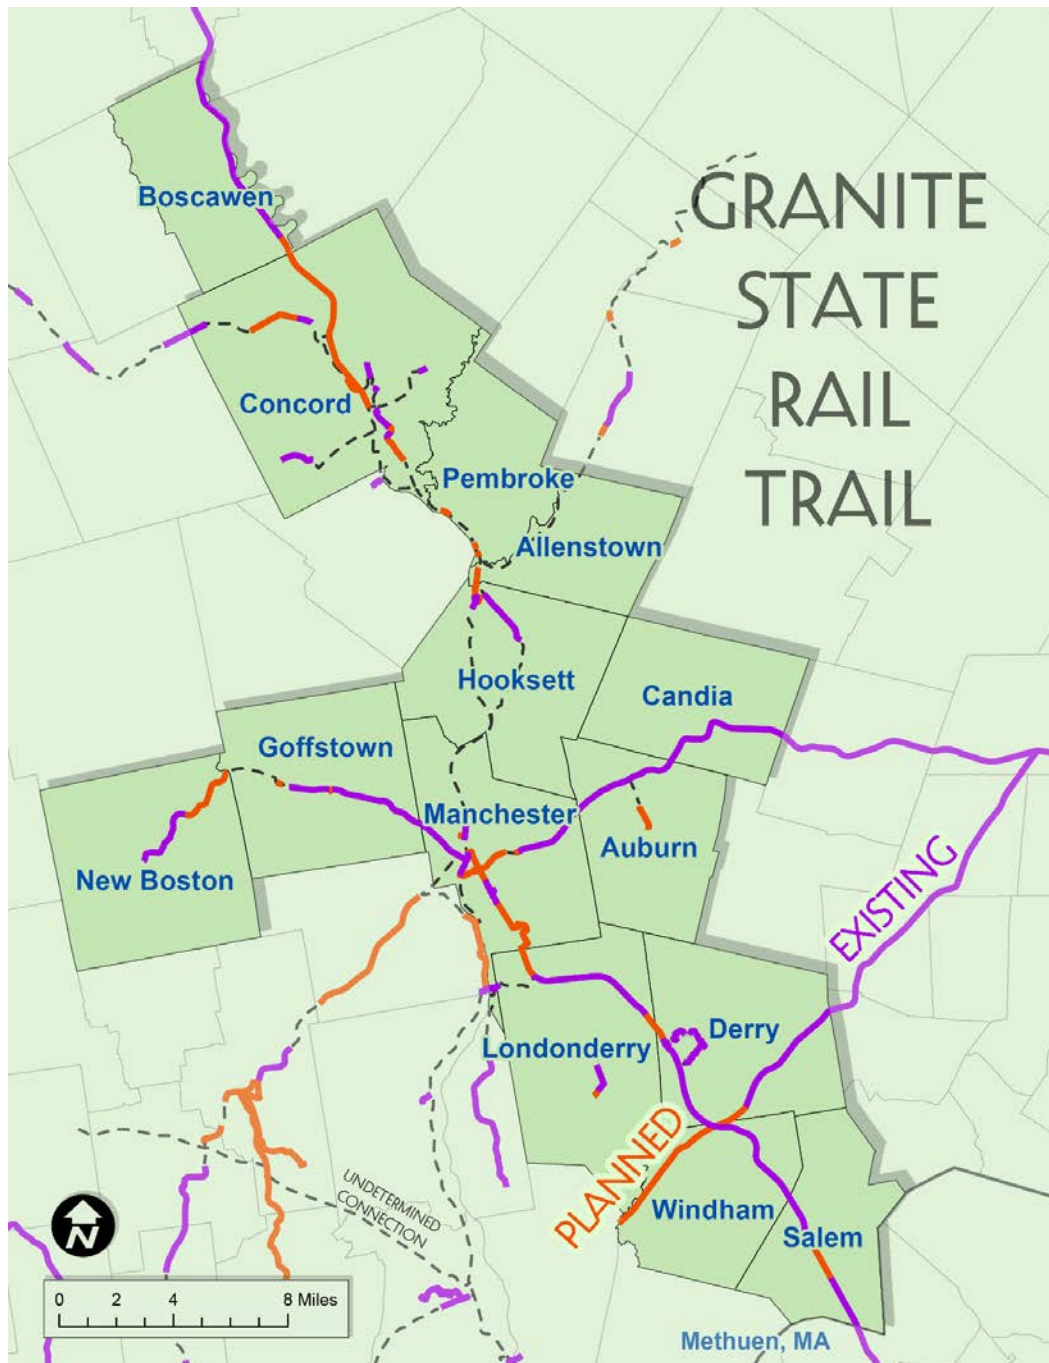 GRANITE
STATE
RAIL
TRAIL
Boscawen
Concord
Pembroke
Allenstown
Hooksett
Candia
Goffstown
Manchester
Auburn
New Boston
EXISTING
Derry
Londonderry
PLANNED
UNDETERMINED
CONNECTION
Windham
Salem
N
0 2 4 8 Miles
Methuen, MA